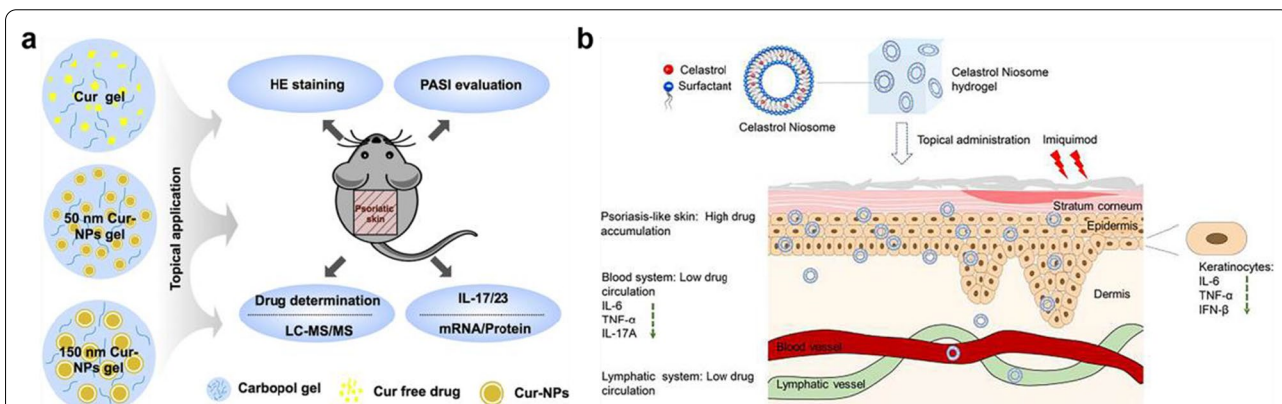 a
Cur gel
50 nm Cur-
NPs gel
150 nm Cur-
NPs gel
Topical application
HE staining
PASI evaluation
Psoriatic
skin
Drug determination
LC-MS/MS
IL-17/23
mRNA/Protein
Carbopol gel
Cur free drug
Cur-NPs
b
Celastrol
Surfactant
Celastrol Niosome
Celastrol Niosome
hydrogel
Topical administration
Imiquimod
Psoriasis-like skin: High drug
accumulation
Blood system: Low drug
circulation
IL-6
TNF-α
IL-17A
Lymphatic system: Low drug
circulation
Stratum corneum
Epidermis
Dermis
Blood vessel
Lymphatic vessel
Keratinocytes:
IL-6
TNF-α
IFN-β